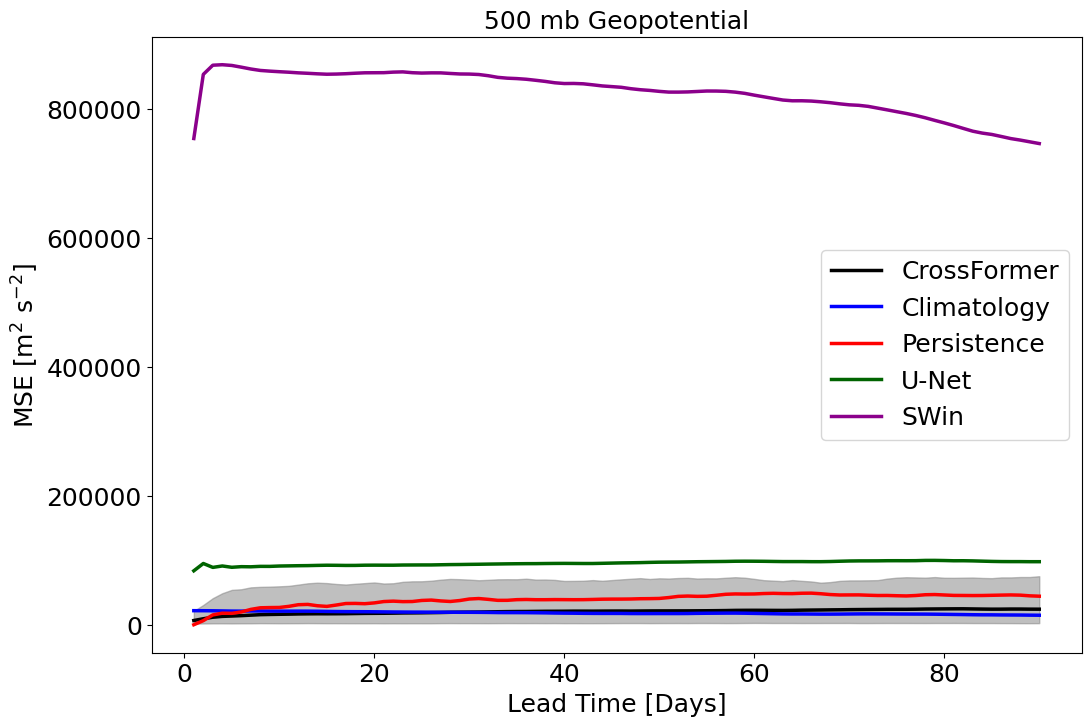 500 mb Geopotential
MSE [m² s⁻²]
800000
600000
400000
200000
0
CrossFormer
Climatology
Persistence
U-Net
SWin
0 20 40 60 80
Lead Time [Days]